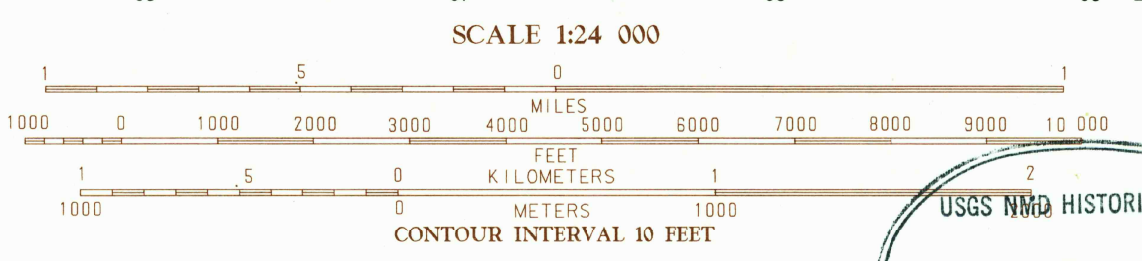 SCALE 1:24 000
1 .5 0 1
MILES
1000 0 1000 2000 3000 4000 5000 6000 7000 8000 9000 10 000
FEET
1 .5 0 KILOMETERS 1 2
1000 0 METERS 1000 2000
USGS NMD HISTORI
CONTOUR INTERVAL 10 FEET